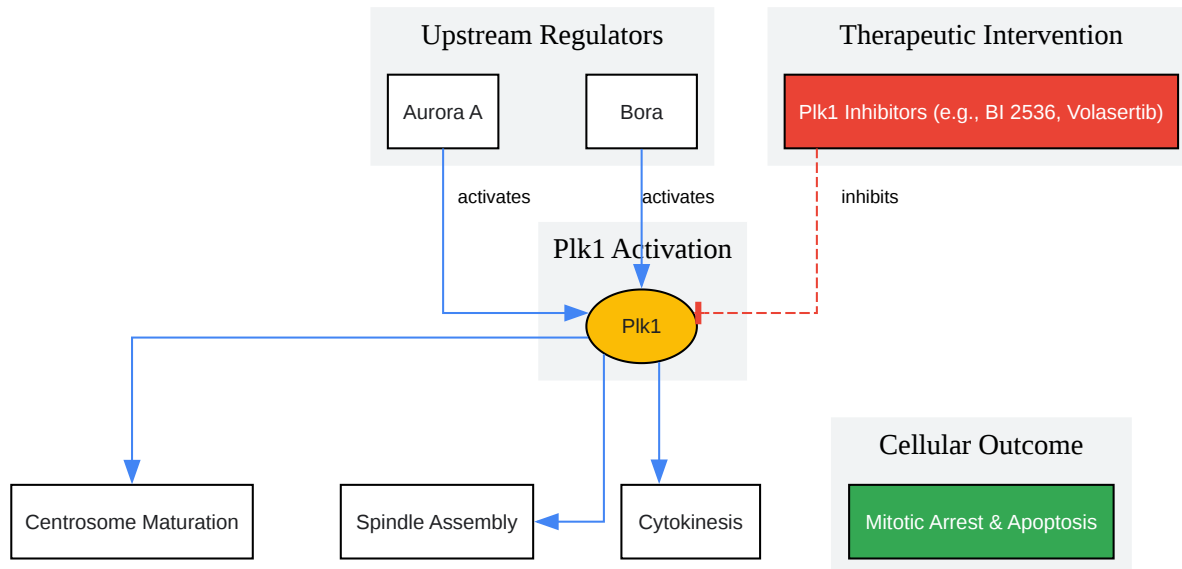 Upstream Regulators
Therapeutic Intervention
Aurora A
Bora
Plk1 Inhibitors (e.g., BI 2536, Volasertib)
activates
activates
inhibits
Plk1 Activation
Plk1
Cellular Outcome
Centrosome Maturation
Spindle Assembly
Cytokinesis
Mitotic Arrest & Apoptosis